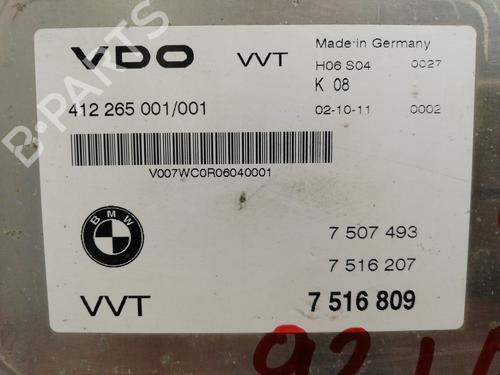 VDO VVT Made in Germany
H06 S04 0027
K 08
412 265 001/001 02-10-11 0002
V007WC0R06040001
BMW
7 507 493
7 516 207
VVT 7 516 809
B-PARTS